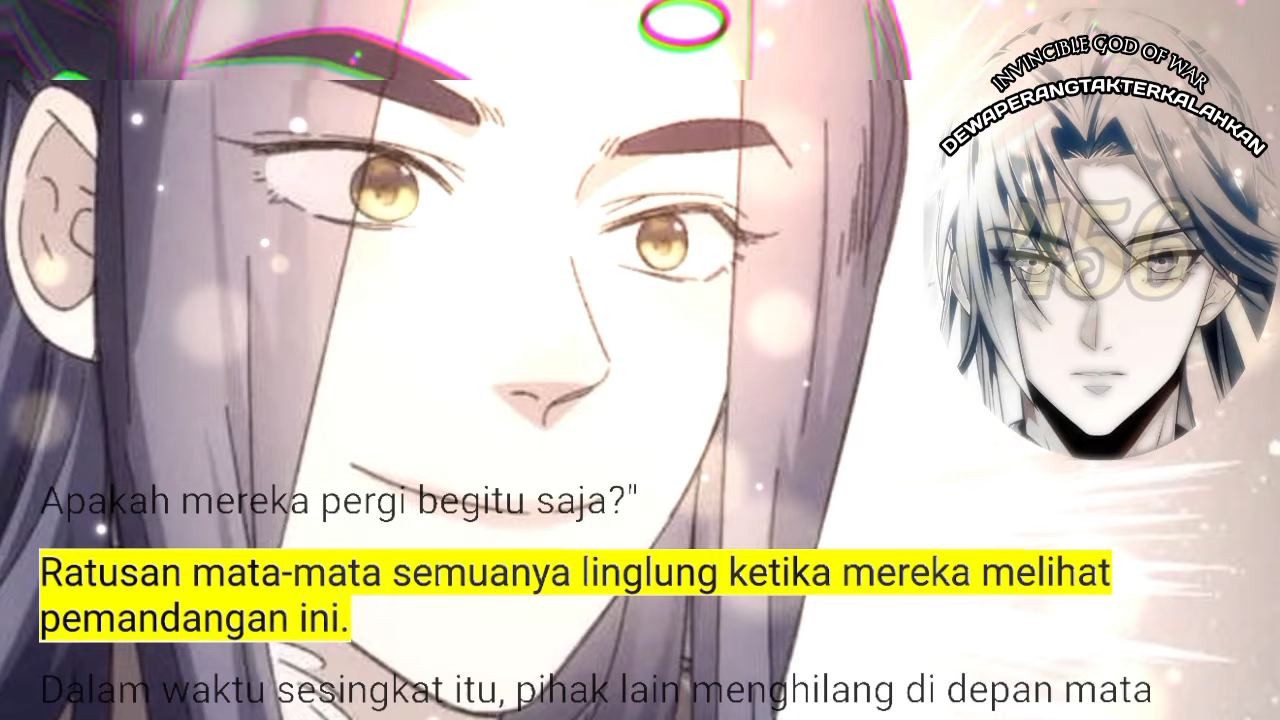 INVINCIBLE GOD OF WAR
DEWAPERANGTAKTERKALAHKAN
Apakah mereka pergi begitu saja?"
Ratusan mata-mata semuanya linglung ketika mereka melihat
pemandangan ini.
Dalam waktu sesingkat itu, pihak lain menghilang di depan mata